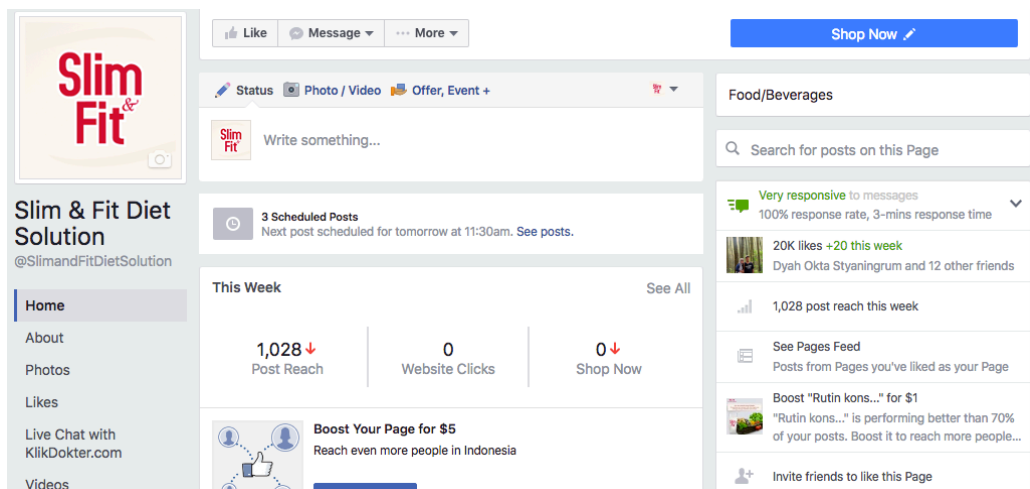 Slim
&
Fit
Slim & Fit Diet
Solution
@SlimandFitDietSolution
Home
About
Photos
Likes
Live Chat with
KlikDokter.com
Videos
Like
Message
More
Shop Now
Status
Photo / Video
Offer, Event +
Slim
Fit
Write something...
3 Scheduled Posts
Next post scheduled for tomorrow at 11:30am. See posts.
This Week
See All
1,028
Post Reach
0
Website Clicks
0
Shop Now
Boost Your Page for $5
Reach even more people in Indonesia
Food/Beverages
Search for posts on this Page
Very responsive to messages
100% response rate, 3-mins response time
20K likes +20 this week
Dyah Okta Styaningrum and 12 other friends
1,028 post reach this week
See Pages Feed
Posts from Pages you've liked as your Page
Boost "Rutin kons..." for $1
"Rutin kons..." is performing better than 70%
of your posts. Boost it to reach more people...
Invite friends to like this Page